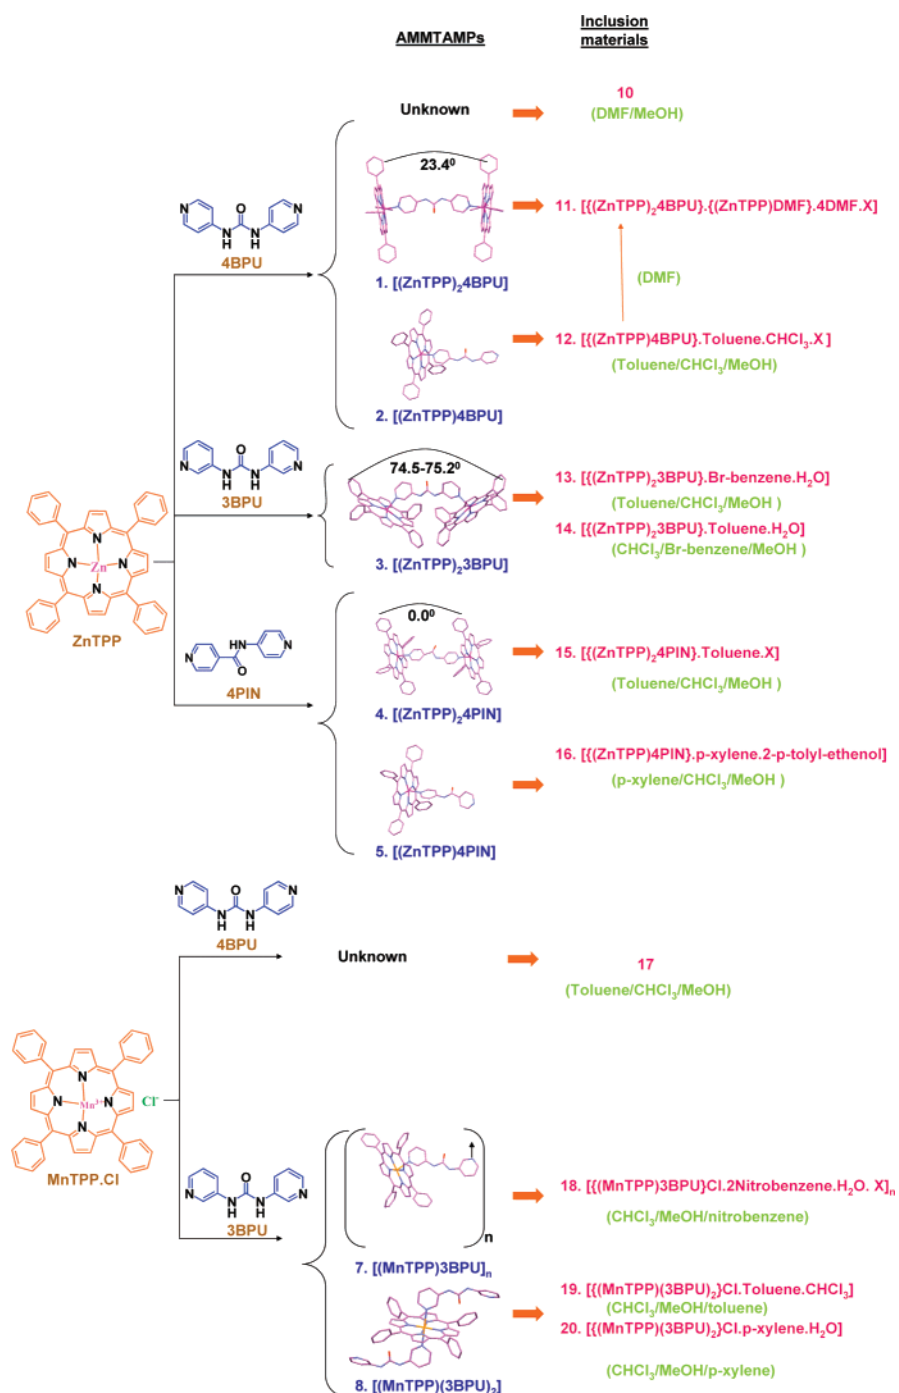 AMMTAMPs
Inclusion
materials
Unknown
10
(DMF/MeOH)
23.4⁰
N
N
O
N
H
N
H
4BPU
11. [{(ZnTPP)₂4BPU}.{(ZnTPP)DMF}.4DMF.X]
1. [(ZnTPP)₂4BPU]
(DMF)
12. [{(ZnTPP)4BPU}.Toluene.CHCl₃.X]
(Toluene/CHCl₃/MeOH)
2. [(ZnTPP)4BPU]
N
N
O
N
H
N
H
3BPU
74.5-75.2⁰
13. [{(ZnTPP)₂3BPU}.Br-benzene.H₂O]
(Toluene/CHCl₃/MeOH )
14. [{(ZnTPP)₂3BPU}.Toluene.H₂O]
(CHCl₃/Br-benzene/MeOH )
3. [(ZnTPP)₂3BPU]
N
N
Zn
N
N
ZnTPP
N
HN
O
N
4PIN
0.0⁰
15. [{(ZnTPP)₂4PIN}.Toluene.X]
(Toluene/CHCl₃/MeOH )
4. [(ZnTPP)₂4PIN]
16. [{(ZnTPP)4PIN}.p-xylene.2-p-tolyl-ethenol]
(p-xylene/CHCl₃/MeOH )
5. [(ZnTPP)4PIN]
N
N
O
N
H
N
H
4BPU
Unknown
17
(Toluene/CHCl₃/MeOH)
N
N
Mn³⁺
N
N
Cl⁻
MnTPP.Cl
N
N
O
N
H
N
H
3BPU
n
18. [{(MnTPP)3BPU}Cl.2Nitrobenzene.H₂O. X]ₙ
(CHCl₃/MeOH/nitrobenzene)
7. [(MnTPP)3BPU]ₙ
19. [{(MnTPP)(3BPU)₂}Cl.Toluene.CHCl₃]
(CHCl₃/MeOH/toluene)
20. [{(MnTPP)(3BPU)₂}Cl.p-xylene.H₂O]
(CHCl₃/MeOH/p-xylene)
8. [(MnTPP)(3BPU)₂]